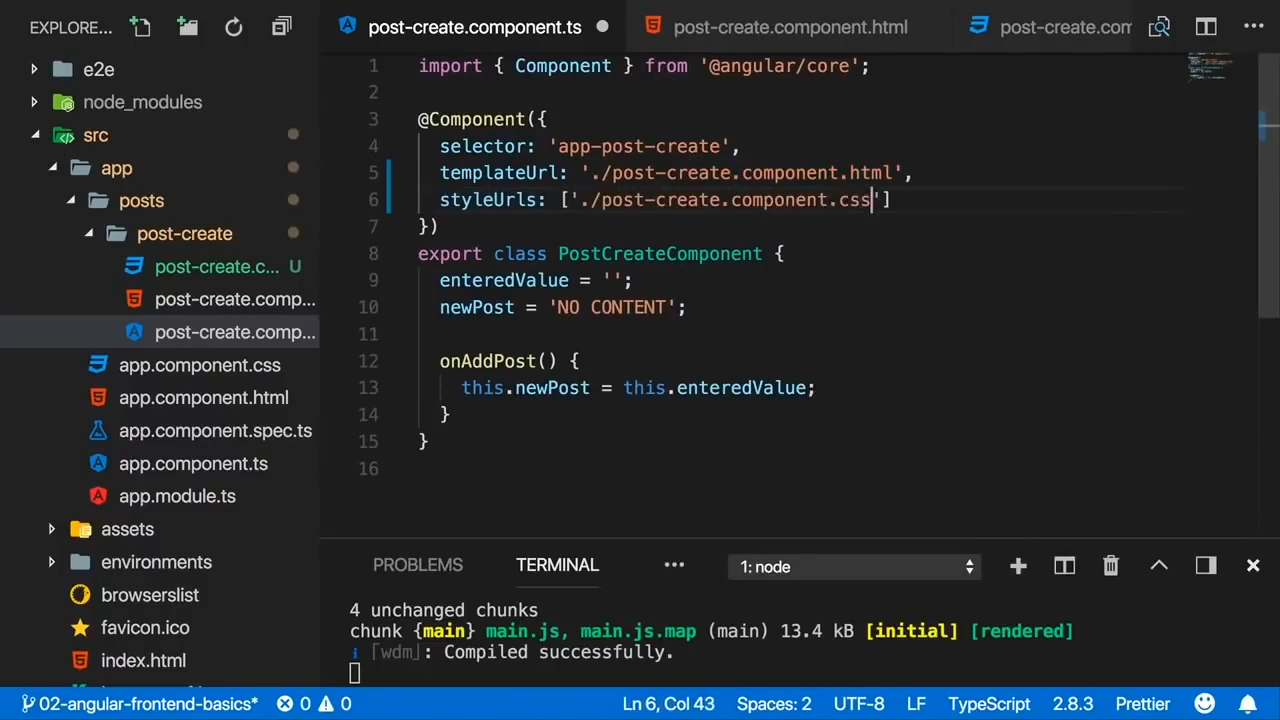 EXPLORE...
post-create.component.ts
post-create.component.html
post-create.com
e2e
node_modules
src
app
posts
post-create
post-create.c... U
post-create.comp...
post-create.comp...
app.component.css
app.component.html
app.component.spec.ts
app.component.ts
app.module.ts
assets
environments
browserslist
favicon.ico
index.html
1 import { Component } from '@angular/core';
2
3 @Component({
4 selector: 'app-post-create',
5 templateUrl: './post-create.component.html',
6 styleUrls: ['./post-create.component.css']
7 })
8 export class PostCreateComponent {
9 enteredValue = '';
10 newPost = 'NO CONTENT';
11
12 onAddPost() {
13 this.newPost = this.enteredValue;
14 }
15 }
16
PROBLEMS TERMINAL ... 1: node
4 unchanged chunks
chunk {main} main.js, main.js.map (main) 13.4 kB [initial] [rendered]
i ｢wdm｣: Compiled successfully.
02-angular-frontend-basics* 0 0 Ln 6, Col 43 Spaces: 2 UTF-8 LF TypeScript 2.8.3 Prettier